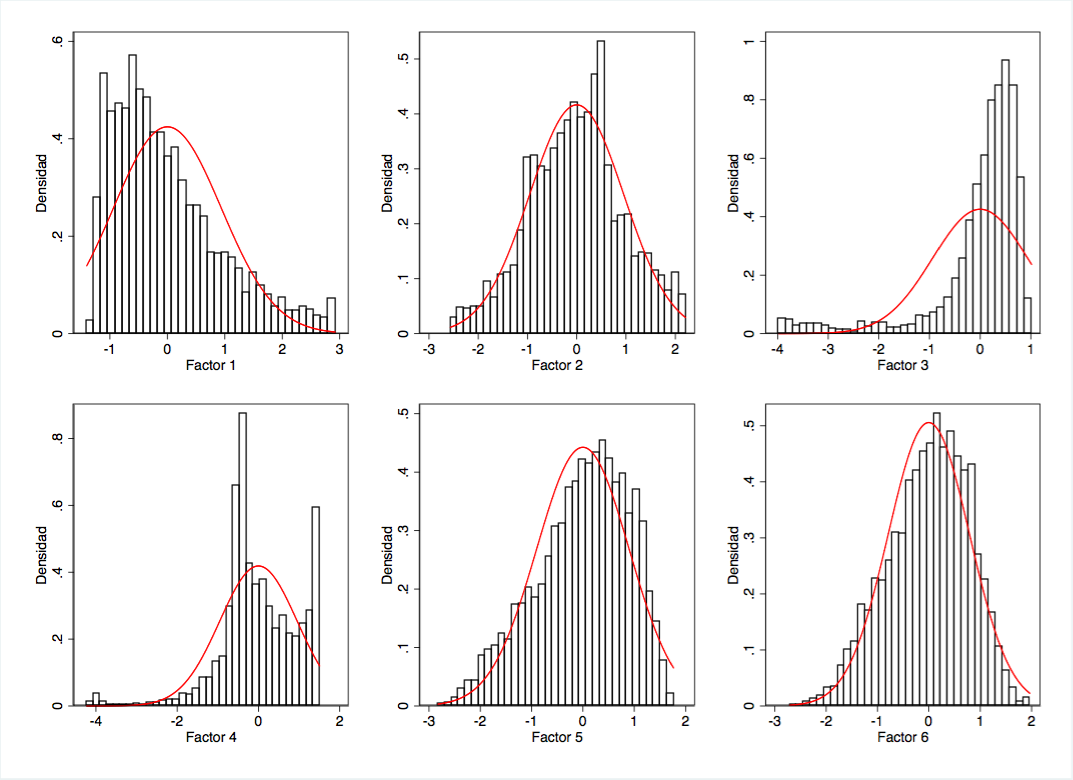 Densidad
0 .2 .4 .6
-1 0 1 2 3
Factor 1
Densidad
0 .1 .2 .3 .4 .5
-3 -2 -1 0 1 2
Factor 2
Densidad
0 .2 .4 .6 .8 1
-4 -3 -2 -1 0 1
Factor 3
Densidad
0 .2 .4 .6 .8
-4 -2 0 2
Factor 4
Densidad
0 .1 .2 .3 .4 .5
-3 -2 -1 0 1 2
Factor 5
Densidad
0 .1 .2 .3 .4 .5
-3 -2 -1 0 1 2
Factor 6